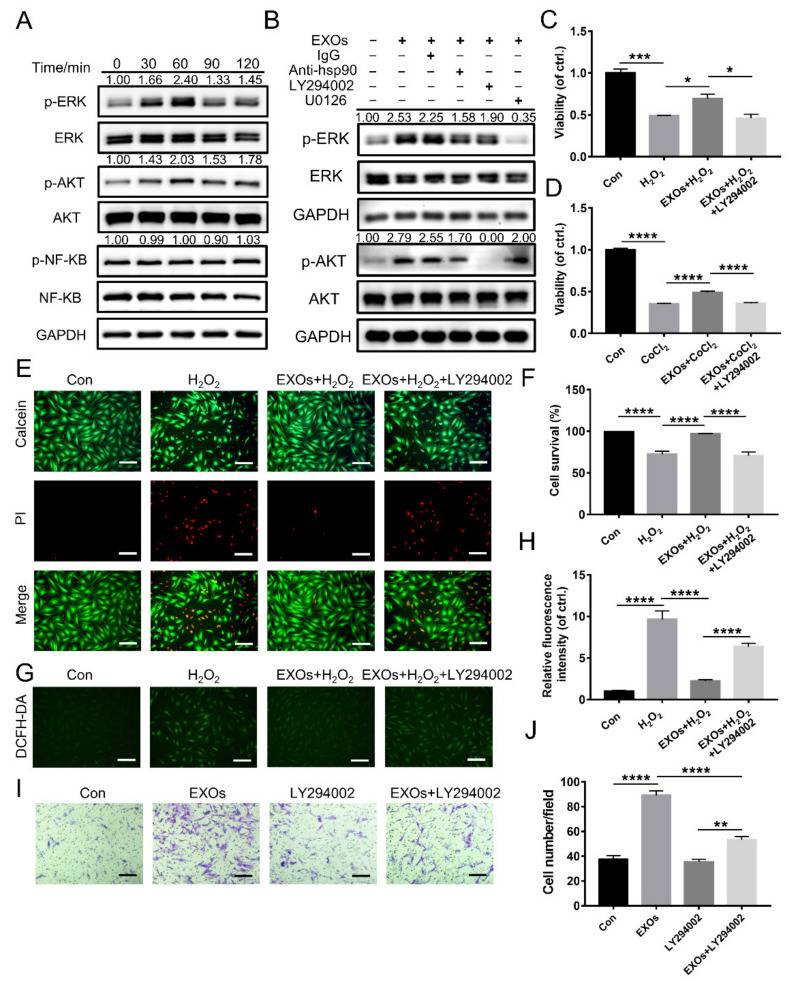 A
Time/min 0 30 60 90 120
1.00 1.66 2.40 1.33 1.45
p-ERK
ERK
1.00 1.43 2.03 1.53 1.78
p-AKT
AKT
1.00 0.99 1.00 0.90 1.03
p-NF-KB
NF-KB
GAPDH
B
EXOs - + + + + +
IgG - - + - - -
Anti-hsp90 - - - + - -
LY294002 - - - - + -
U0126 - - - - - +
1.00 2.53 2.25 1.58 1.90 0.35
p-ERK
ERK
GAPDH
1.00 2.79 2.55 1.70 0.00 2.00
p-AKT
AKT
GAPDH
C
Viability (of ctrl.)
1.5
1.0
0.5
0.0
*** * *
Con H₂O₂ EXOs+H₂O₂ EXOs+H₂O₂
+LY294002
D
Viability (of ctrl.)
1.5
1.0
0.5
0.0
**** **** ****
Con CoCl₂ EXOs+CoCl₂ EXOs+CoCl₂
+LY294002
E
Con H₂O₂ EXOs+H₂O₂ EXOs+H₂O₂+LY294002
Calcein
PI
Merge
F
Cell survival (%)
150
100
50
0
**** **** ****
Con H₂O₂ EXOs+H₂O₂ EXOs+H₂O₂
+LY294002
G
Con H₂O₂ EXOs+H₂O₂ EXOs+H₂O₂+LY294002
DCFH-DA
H
Relative fluorescence
intensity (of ctrl.)
15
10
5
0
**** **** ****
Con H₂O₂ EXOs+H₂O₂ EXOs+H₂O₂
+LY294002
I
Con EXOs LY294002 EXOs+LY294002
J
Cell number/field
100
80
60
40
20
0
**** **** **
Con EXOs LY294002 EXOs+LY294002